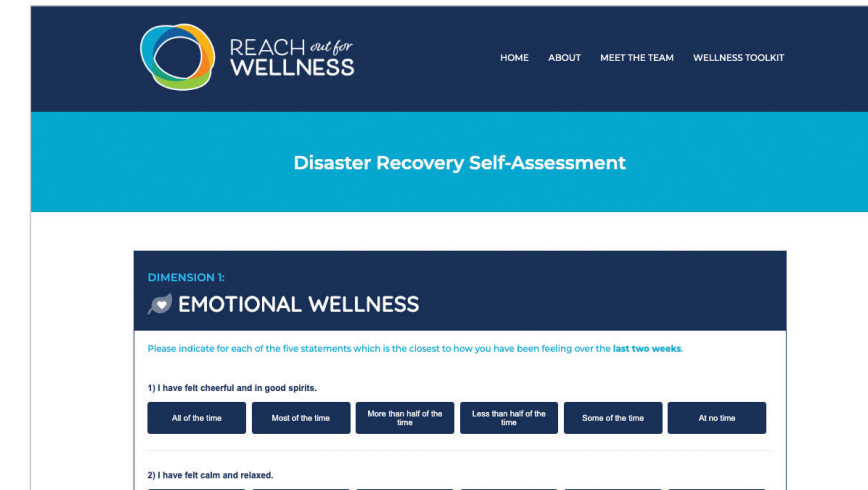 REACH out for
WELLNESS
HOME ABOUT MEET THE TEAM WELLNESS TOOLKIT
Disaster Recovery Self-Assessment
DIMENSION 1:
EMOTIONAL WELLNESS
Please indicate for each of the five statements which is the closest to how you have been feeling over the last two weeks.
1) I have felt cheerful and in good spirits.
All of the time
Most of the time
More than half of the
time
Less than half of the
time
Some of the time
At no time
2) I have felt calm and relaxed.